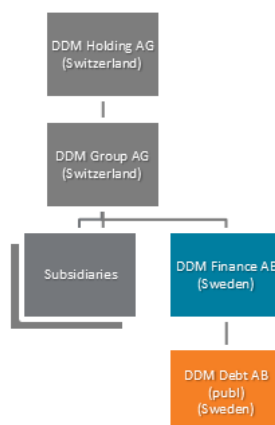 DDM Holding AG
(Switzerland)
DDM Group AG
(Switzerland)
Subsidiaries
DDM Finance AB
(Sweden)
DDM Debt AB
(publ)
(Sweden)